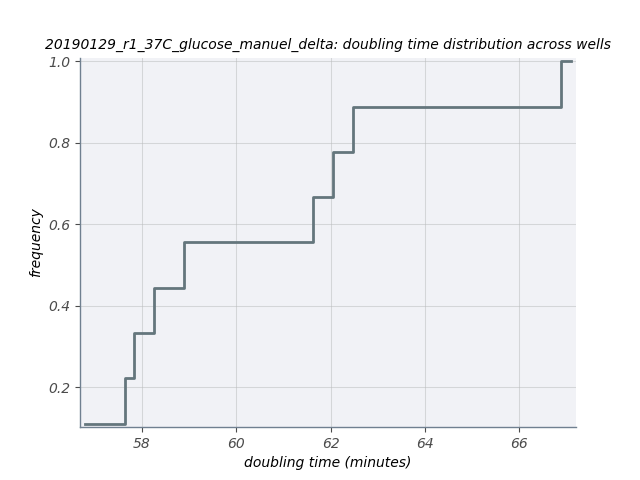 20190129_r1_37C_glucose_manuel_delta: doubling time distribution across wells
1.0
0.8
0.6
0.4
0.2
frequency
58 60 62 64 66
doubling time (minutes)